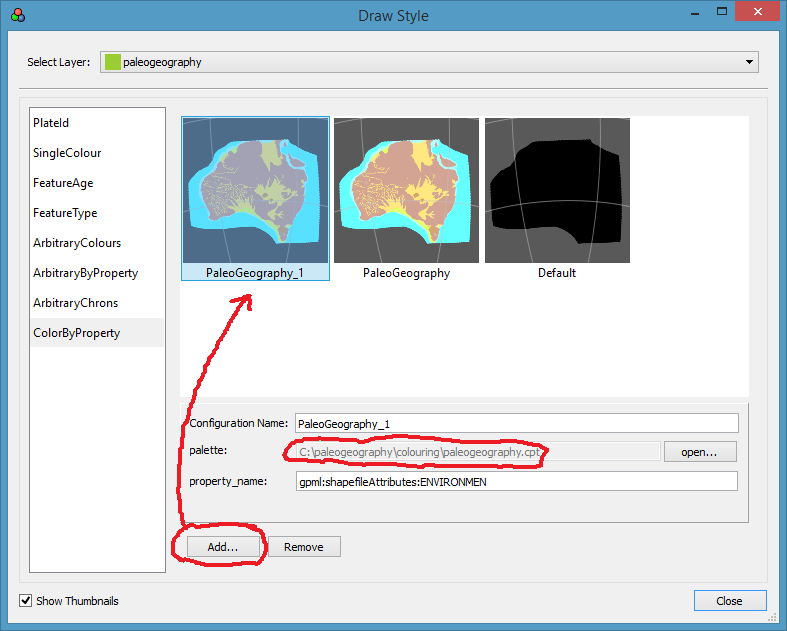 Draw Style
Select Layer: paleogeography
PlateId
SingleColour
FeatureAge
FeatureType
ArbitraryColours
ArbitraryByProperty
ArbitraryChrons
ColorByProperty
PaleoGeography_1 PaleoGeography Default
Configuration Name: PaleoGeography_1
palette: C:\paleogeography\colouring\paleogeography.cpt open...
property_name: gpml:shapefileAttributes:ENVIRONMEN
Add... Remove
Show Thumbnails Close